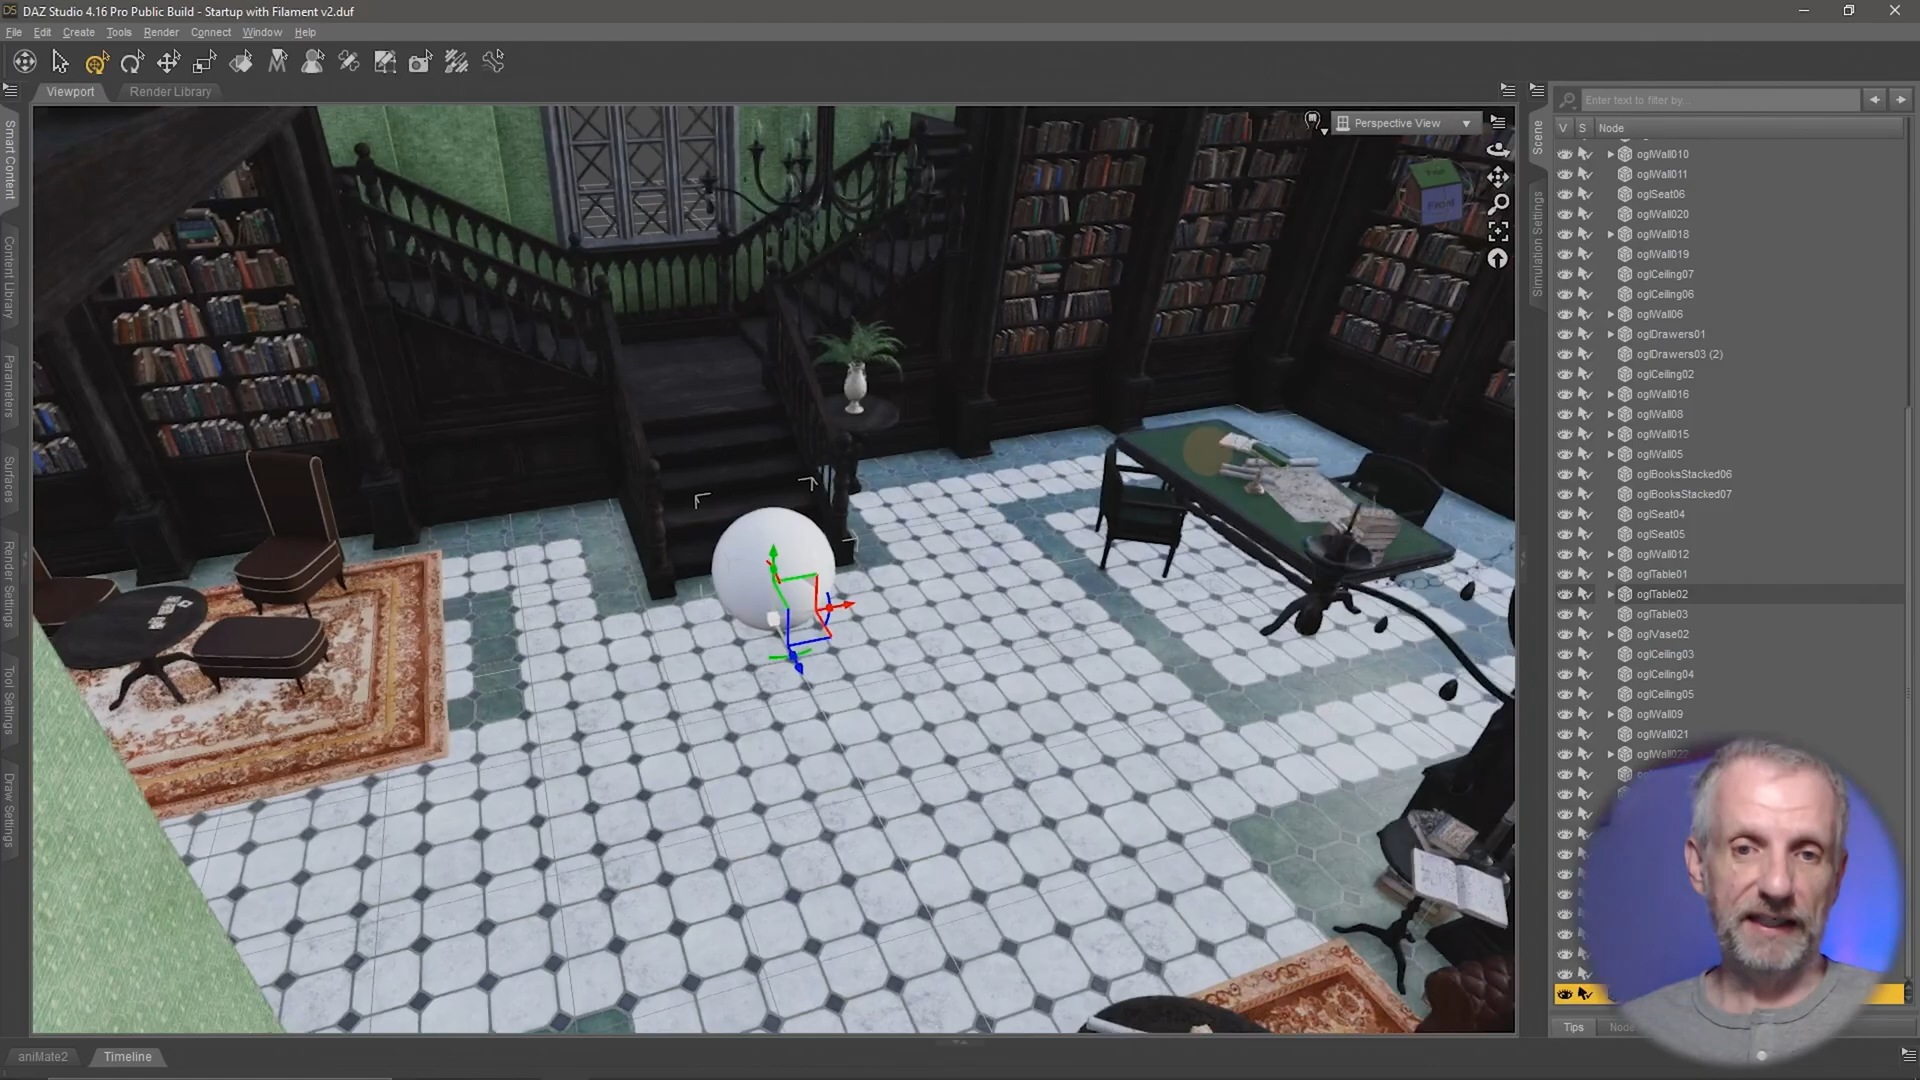 DAZ Studio 4.16 Pro Public Build - Startup with Filament v2.duf
File Edit Create Tools Render Connect Window Help
Viewport Render Library
Smart Content
Content Library
Parameters
Surfaces
Render Settings
Tool Settings
Draw Settings
Perspective View
Scene
Simulation Settings
Enter text to filter by...
V S Node
oglWall010
oglWall011
oglSeat06
oglWall020
oglWall018
oglWall019
oglCeiling07
oglCeiling06
oglWall06
oglDrawers01
oglDrawers03 (2)
oglCeiling02
oglWall016
oglWall08
oglWall015
oglWall05
oglBooksStacked06
oglBooksStacked07
oglSeat04
oglSeat05
oglWall012
oglTable01
oglTable02
oglTable03
oglVase02
oglCeiling03
oglCeiling04
oglCeiling05
oglWall09
oglWall021
oglWall022
Tips
aniMate2 Timeline